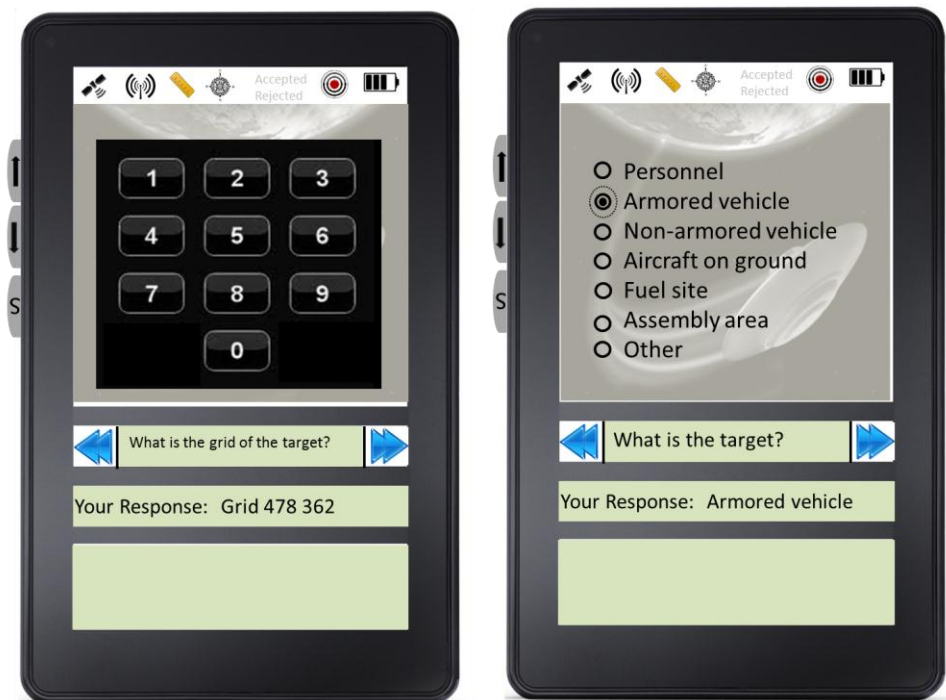 Accepted
Rejected
1 2 3
4 5 6
7 8 9
0
S
What is the grid of the target?
Your Response: Grid 478 362
Accepted
Rejected
Personnel
Armored vehicle
Non-armored vehicle
Aircraft on ground
Fuel site
S
Assembly area
Other
What is the target?
Your Response: Armored vehicle